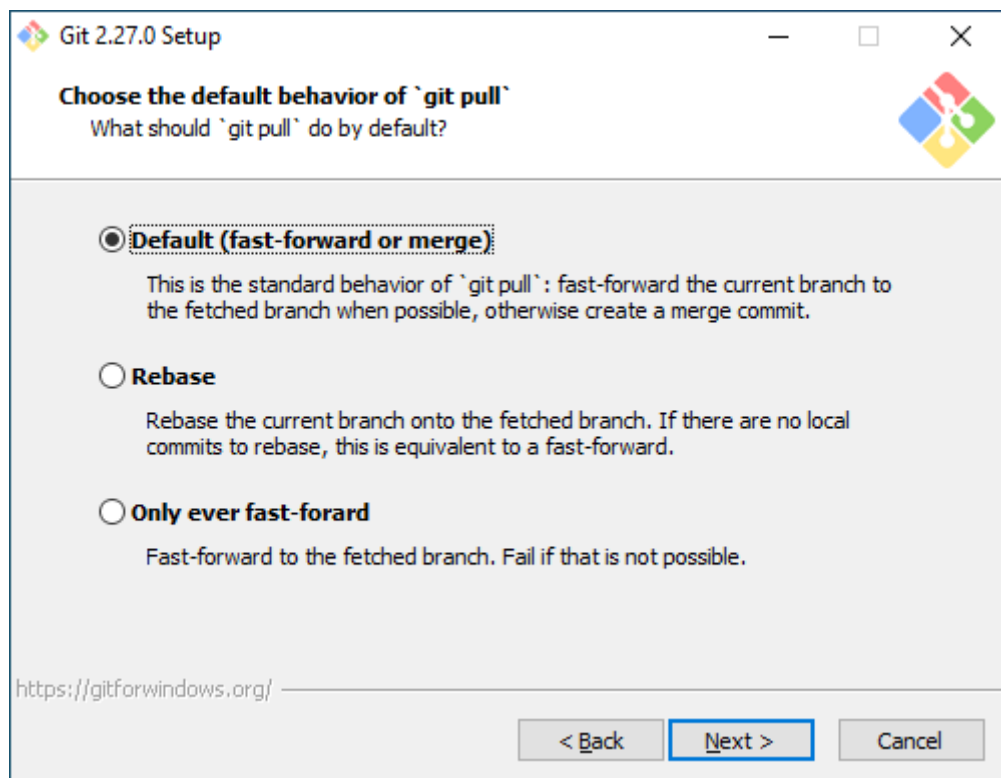 Git 2.27.0 Setup
Choose the default behavior of `git pull`
What should `git pull` do by default?
Default (fast-forward or merge)
This is the standard behavior of `git pull`: fast-forward the current branch to
the fetched branch when possible, otherwise create a merge commit.
Rebase
Rebase the current branch onto the fetched branch. If there are no local
commits to rebase, this is equivalent to a fast-forward.
Only ever fast-forard
Fast-forward to the fetched branch. Fail if that is not possible.
https://gitforwindows.org/
< Back Next > Cancel